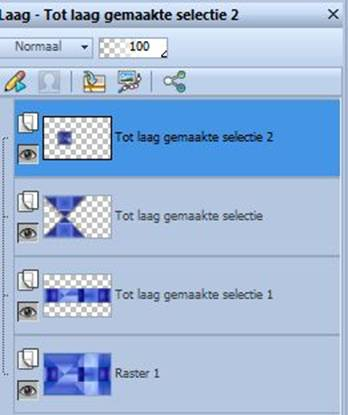 Laag - Tot laag gemaakte selectie 2
Normaal 100
Tot laag gemaakte selectie 2
Tot laag gemaakte selectie
Tot laag gemaakte selectie 1
Raster 1